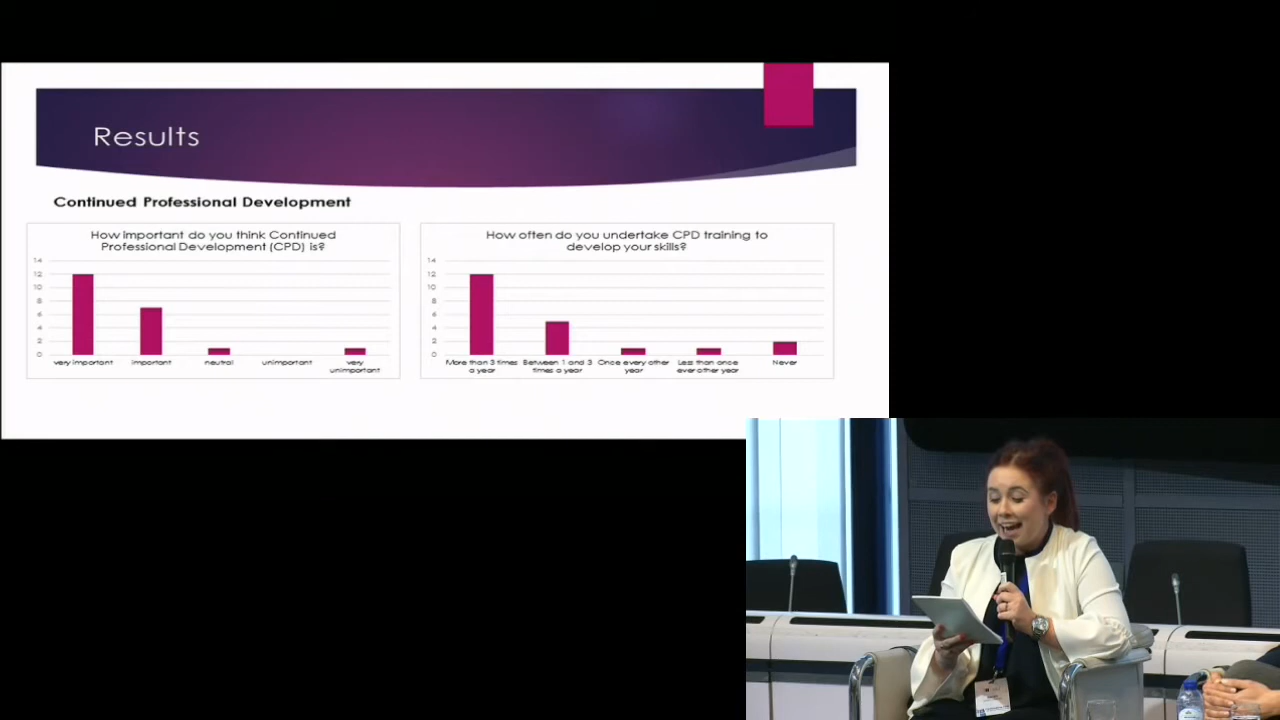 Results
Continued Professional Development
How important do you think Continued
Professional Development (CPD) is?
14
12
10
8
6
4
2
0
very important
important
neutral
unimportant
very
unimportant
How often do you undertake CPD training to
develop your skills?
14
12
10
8
6
4
2
0
More than 3 times
a year
Between 1 and 3
times a year
Once every other
year
Less than once
ever other year
Never